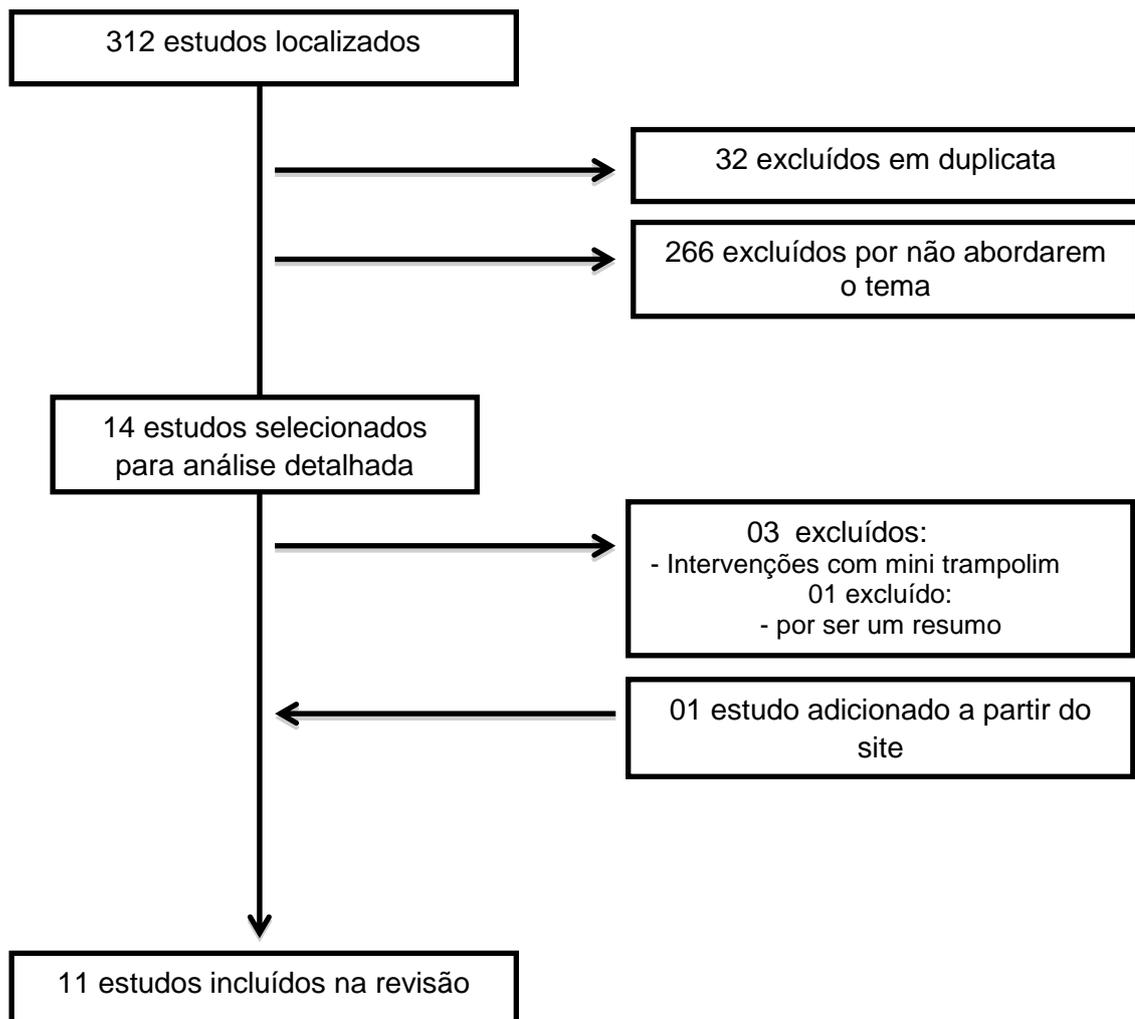 312 estudos localizados
32 excluídos em duplicata
266 excluídos por não abordarem
o tema
14 estudos selecionados
para análise detalhada
03 excluídos:
- Intervenções com mini trampolim
01 excluído:
- por ser um resumo
01 estudo adicionado a partir do
site
11 estudos incluídos na revisão